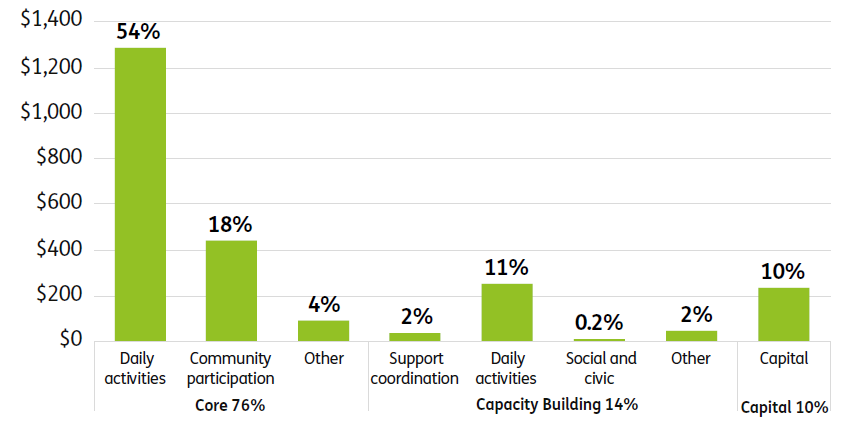 $1,400
$1,200
$1,000
$800
$600
$400
$200
$0
54%
18%
4%
2%
11%
0.2%
2%
10%
Daily
activities
Community
participation
Other
Support
coordination
Daily
activities
Social and
civic
Other
Capital
Core 76%
Capacity Building 14%
Capital 10%